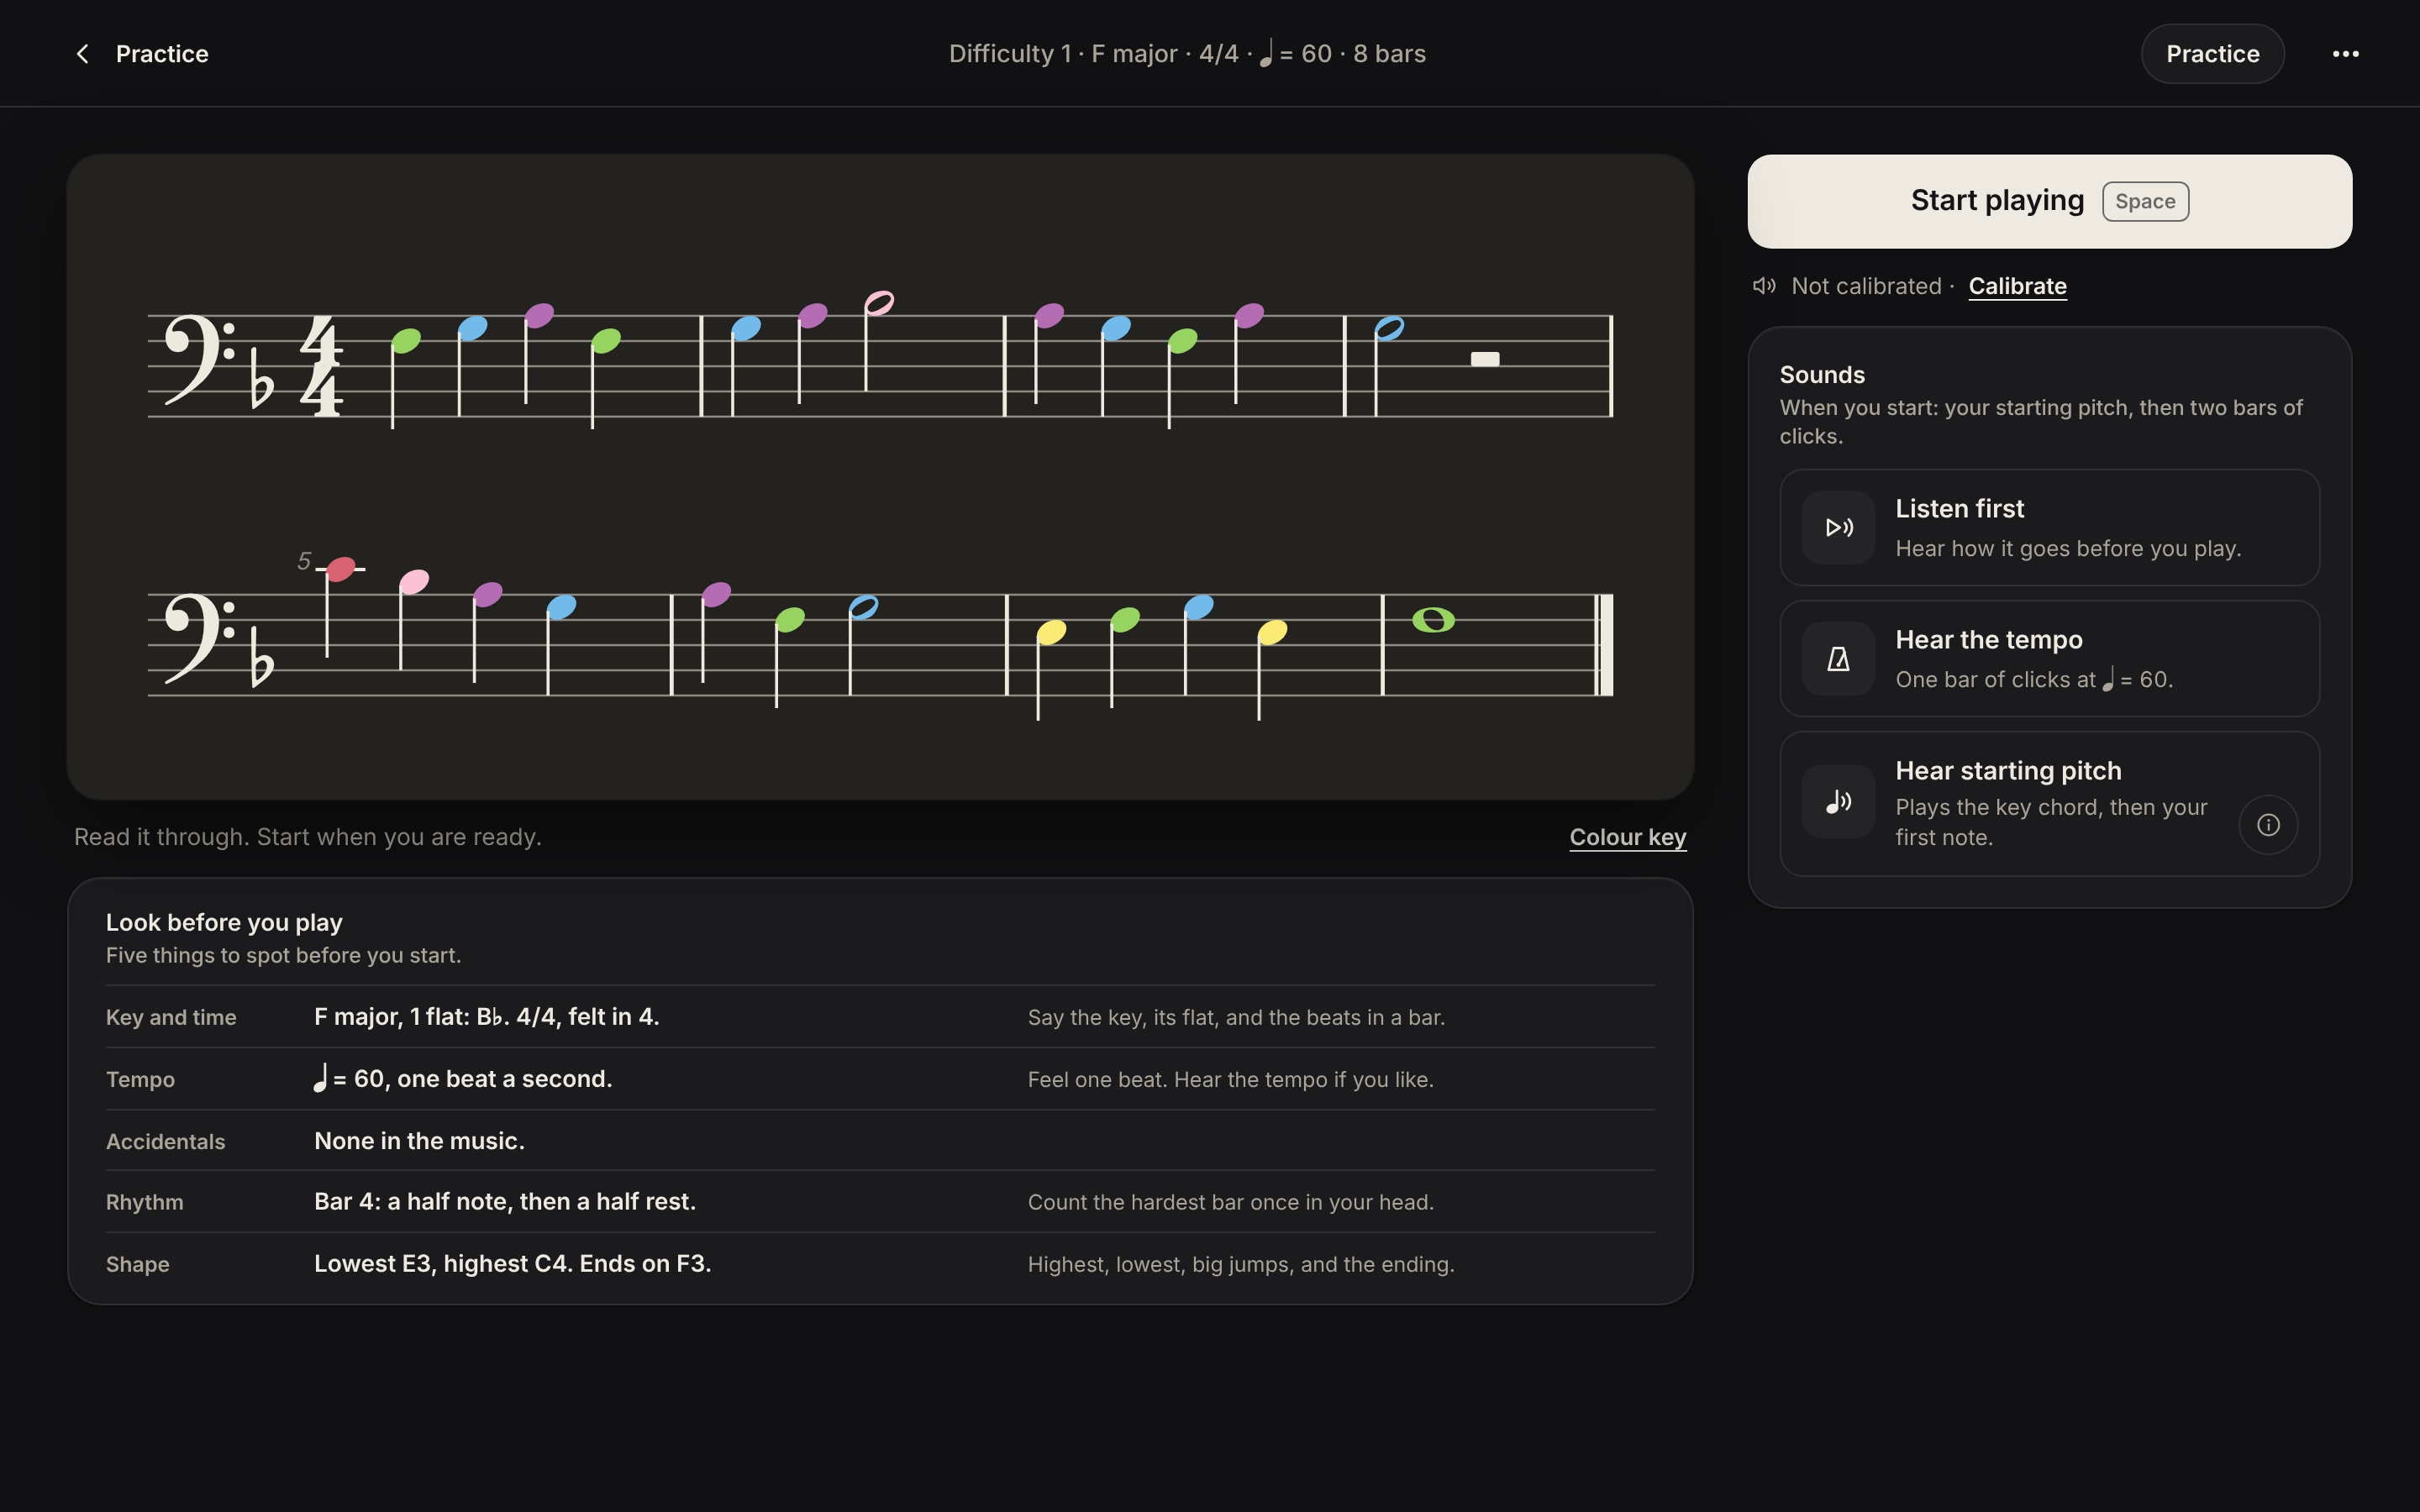 Practice
Difficulty 1 · F major · 4/4 · ♩ = 60 · 8 bars
Practice
Start playing Space
Not calibrated · Calibrate
Sounds
When you start: your starting pitch, then two bars of
clicks.
Listen first
Hear how it goes before you play.
Hear the tempo
One bar of clicks at ♩ = 60.
Hear starting pitch
Plays the key chord, then your
first note.
4
4
5
Read it through. Start when you are ready.
Colour key
Look before you play
Five things to spot before you start.
Key and time F major, 1 flat: B♭. 4/4, felt in 4. Say the key, its flat, and the beats in a bar.
Tempo ♩ = 60, one beat a second. Feel one beat. Hear the tempo if you like.
Accidentals None in the music.
Rhythm Bar 4: a half note, then a half rest. Count the hardest bar once in your head.
Shape Lowest E3, highest C4. Ends on F3. Highest, lowest, big jumps, and the ending.